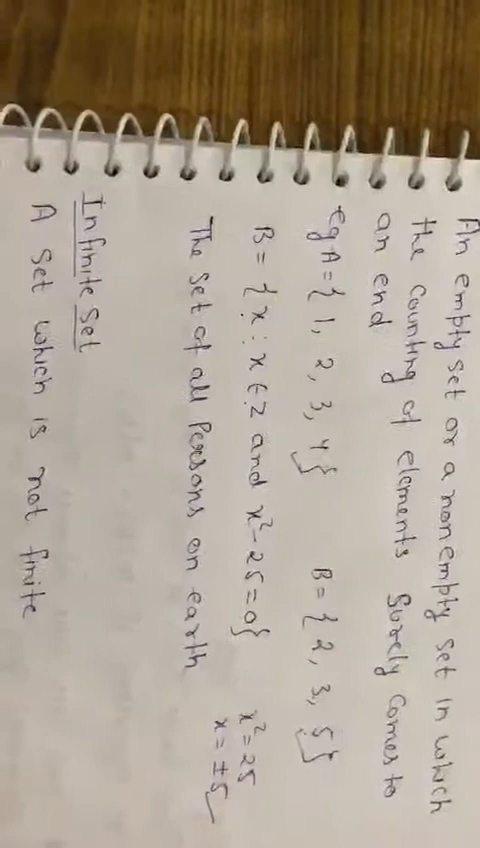 An empty set or a nonempty set in which
the counting of elements surely comes to
an end
eg A = {1, 2, 3, 4} B = {2, 3, 5}
B = {x : x ∈ Z and x² - 25 = 0}
x² = 25
x = ±5
The set of all Persons on earth
Infinite set
A set which is not finite